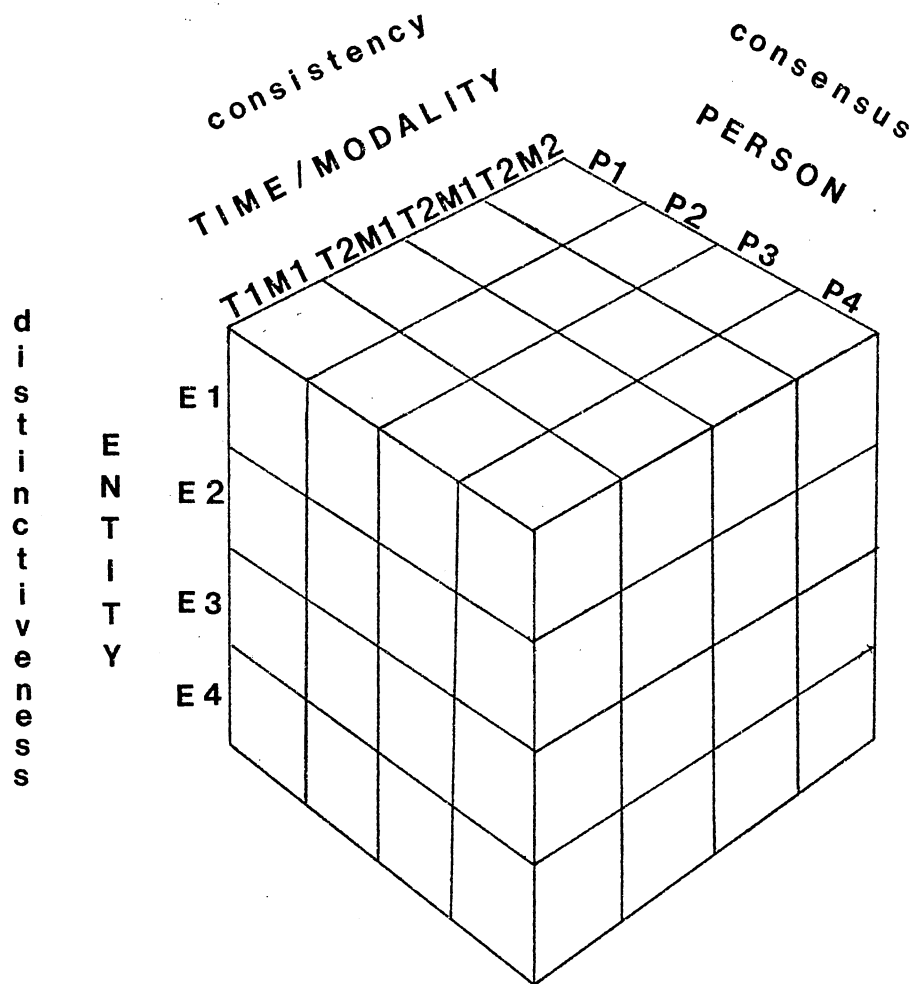 consistency
consensus
TIME/MODALITY
PERSON
T1M1 T2M1 T2M1 T2M2
P1
P2
P3
P4
distinctiveness
ENTITY
E1
E2
E3
E4